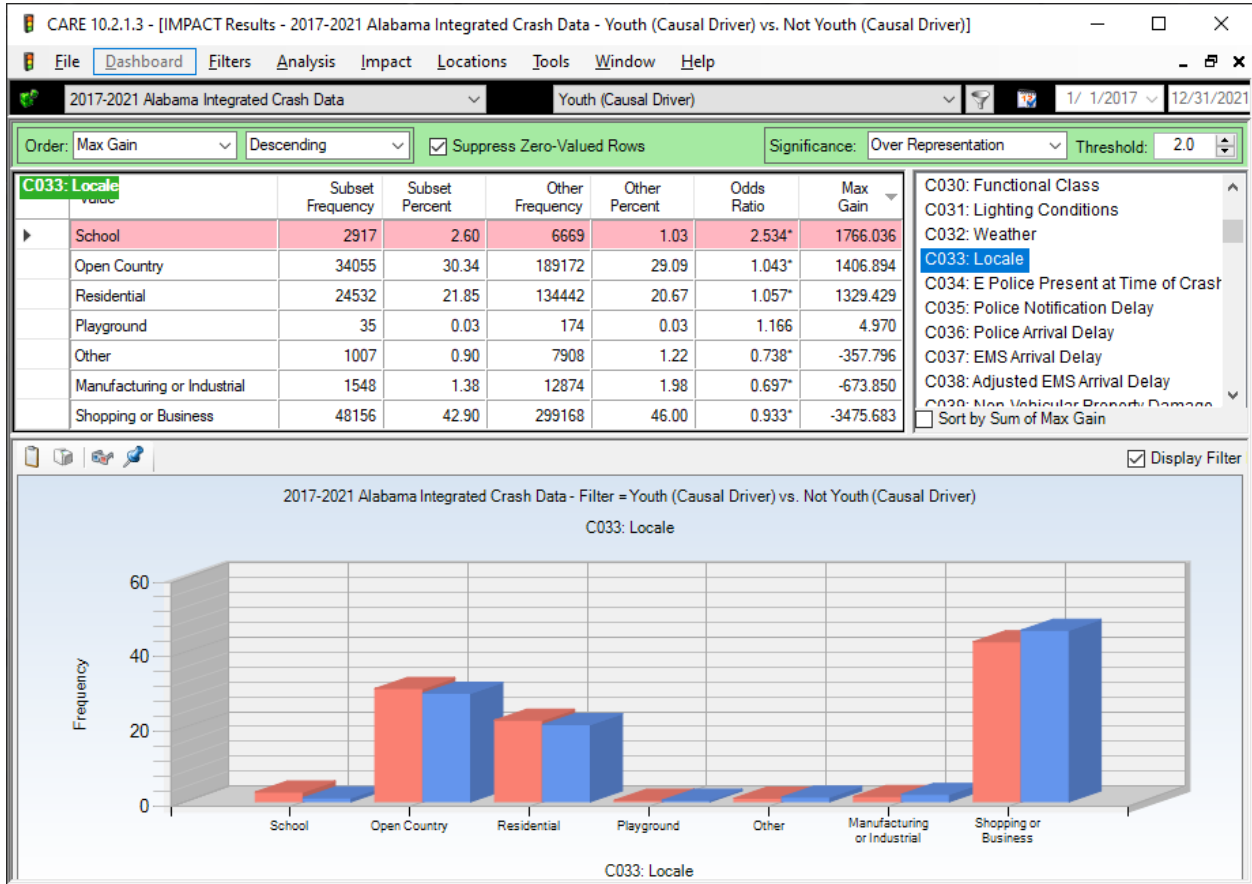 CARE 10.2.1.3 - [IMPACT Results - 2017-2021 Alabama Integrated Crash Data - Youth (Causal Driver) vs. Not Youth (Causal Driver)]
File Dashboard Filters Analysis Impact Locations Tools Window Help
2017-2021 Alabama Integrated Crash Data Youth (Causal Driver) 1/ 1/2017 12/31/2021
Order: Max Gain Descending Suppress Zero-Valued Rows Significance: Over Representation Threshold: 2.0
C033: Locale Subset Frequency Subset Percent Other Frequency Other Percent Odds Ratio Max Gain
School 2917 2.60 6669 1.03 2.534* 1766.036
Open Country 34055 30.34 189172 29.09 1.043* 1406.894
Residential 24532 21.85 134442 20.67 1.057* 1329.429
Playground 35 0.03 174 0.03 1.166 4.970
Other 1007 0.90 7908 1.22 0.738* -357.796
Manufacturing or Industrial 1548 1.38 12874 1.98 0.697* -673.850
Shopping or Business 48156 42.90 299168 46.00 0.933* -3475.683
C030: Functional Class
C031: Lighting Conditions
C032: Weather
C033: Locale
C034: E Police Present at Time of Crash
C035: Police Notification Delay
C036: Police Arrival Delay
C037: EMS Arrival Delay
C038: Adjusted EMS Arrival Delay
C039: Non-Vehicular Property Damage
Sort by Sum of Max Gain
Display Filter
2017-2021 Alabama Integrated Crash Data - Filter = Youth (Causal Driver) vs. Not Youth (Causal Driver)
C033: Locale
60
40
20
0
Frequency
School Open Country Residential Playground Other Manufacturing or Industrial Shopping or Business
C033: Locale